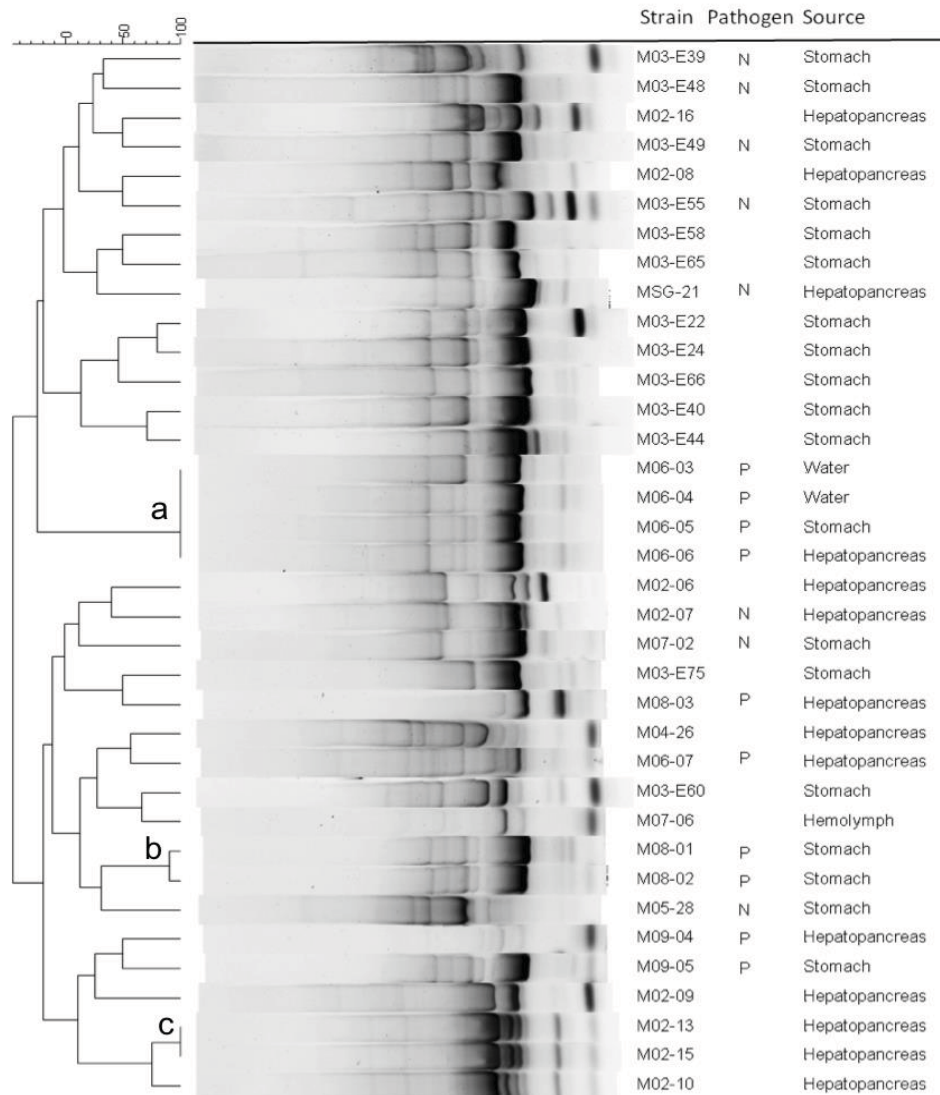 Strain Pathogen Source
0 50 100
M03-E39 N Stomach
M03-E48 N Stomach
M02-16 Hepatopancreas
M03-E49 N Stomach
M02-08 Hepatopancreas
M03-E55 N Stomach
M03-E58 Stomach
M03-E65 Stomach
MSG-21 N Hepatopancreas
M03-E22 Stomach
M03-E24 Stomach
M03-E66 Stomach
M03-E40 Stomach
M03-E44 Stomach
M06-03 P Water
a M06-04 P Water
M06-05 P Stomach
M06-06 P Hepatopancreas
M02-06 Hepatopancreas
M02-07 N Hepatopancreas
M07-02 N Stomach
M03-E75 Stomach
M08-03 P Hepatopancreas
M04-26 Hepatopancreas
M06-07 P Hepatopancreas
M03-E60 Stomach
M07-06 Hemolymph
b M08-01 P Stomach
M08-02 P Stomach
M05-28 N Stomach
M09-04 P Hepatopancreas
M09-05 P Stomach
M02-09 Hepatopancreas
c M02-13 Hepatopancreas
M02-15 Hepatopancreas
M02-10 Hepatopancreas